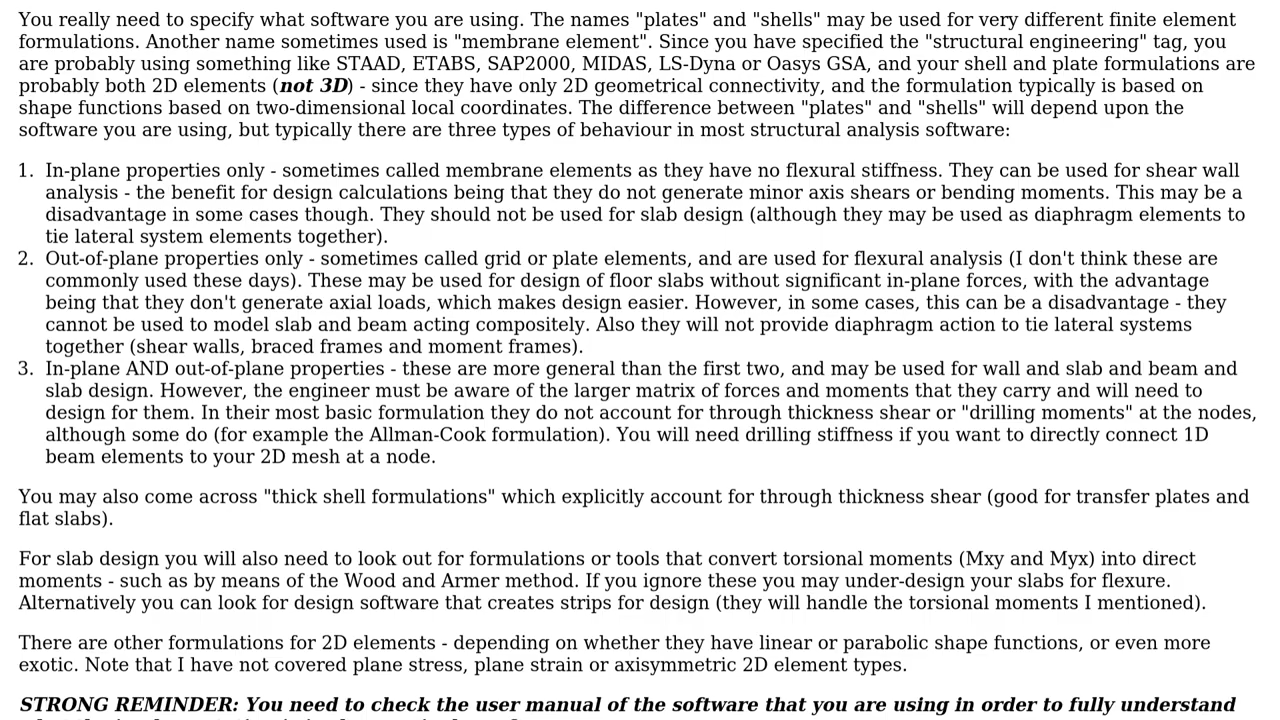 You really need to specify what software you are using. The names "plates" and "shells" may be used for very different finite element
formulations. Another name sometimes used is "membrane element". Since you have specified the "structural engineering" tag, you
are probably using something like STAAD, ETABS, SAP2000, MIDAS, LS-Dyna or Oasys GSA, and your shell and plate formulations are
probably both 2D elements (not 3D) - since they have only 2D geometrical connectivity, and the formulation typically is based on
shape functions based on two-dimensional local coordinates. The difference between "plates" and "shells" will depend upon the
software you are using, but typically there are three types of behaviour in most structural analysis software:
1. In-plane properties only - sometimes called membrane elements as they have no flexural stiffness. They can be used for shear wall
analysis - the benefit for design calculations being that they do not generate minor axis shears or bending moments. This may be a
disadvantage in some cases though. They should not be used for slab design (although they may be used as diaphragm elements to
tie lateral system elements together).
2. Out-of-plane properties only - sometimes called grid or plate elements, and are used for flexural analysis (I don't think these are
commonly used these days). These may be used for design of floor slabs without significant in-plane forces, with the advantage
being that they don't generate axial loads, which makes design easier. However, in some cases, this can be a disadvantage - they
cannot be used to model slab and beam acting compositely. Also they will not provide diaphragm action to tie lateral systems
together (shear walls, braced frames and moment frames).
3. In-plane AND out-of-plane properties - these are more general than the first two, and may be used for wall and slab and beam and
slab design. However, the engineer must be aware of the larger matrix of forces and moments that they carry and will need to
design for them. In their most basic formulation they do not account for through thickness shear or "drilling moments" at the nodes,
although some do (for example the Allman-Cook formulation). You will need drilling stiffness if you want to directly connect 1D
beam elements to your 2D mesh at a node.
You may also come across "thick shell formulations" which explicitly account for through thickness shear (good for transfer plates and
flat slabs).
For slab design you will also need to look out for formulations or tools that convert torsional moments (Mxy and Myx) into direct
moments - such as by means of the Wood and Armer method. If you ignore these you may under-design your slabs for flexure.
Alternatively you can look for design software that creates strips for design (they will handle the torsional moments I mentioned).
There are other formulations for 2D elements - depending on whether they have linear or parabolic shape functions, or even more
exotic. Note that I have not covered plane stress, plane strain or axisymmetric 2D element types.
STRONG REMINDER: You need to check the user manual of the software that you are using in order to fully understand